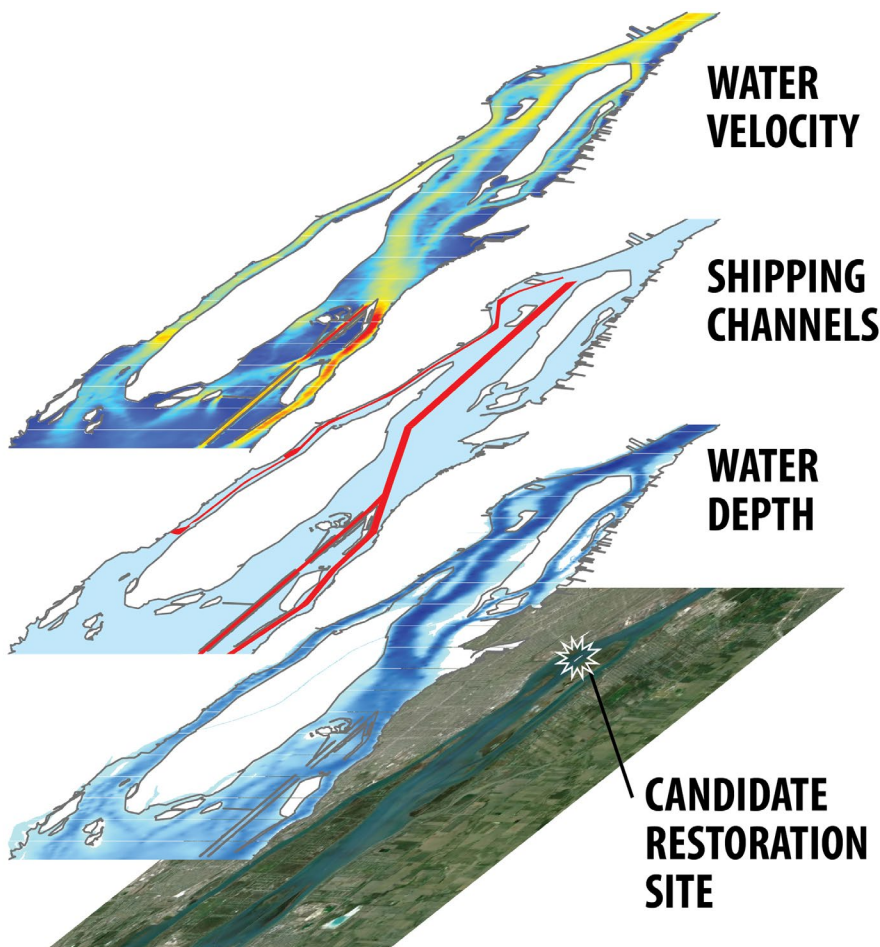 WATER
VELOCITY
SHIPPING
CHANNELS
WATER
DEPTH
CANDIDATE
RESTORATION
SITE